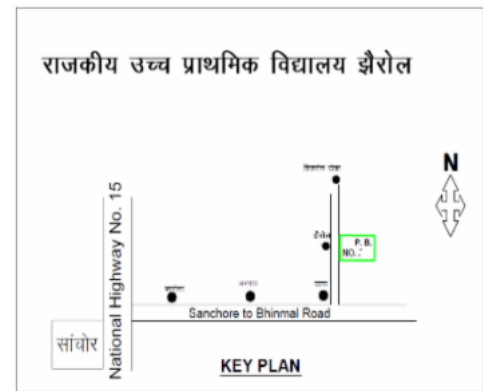 राजकीय उच्च प्राथमिक विद्यालय झैरोल
N
झैरोल
P. B.
NO.
National Highway No. 15
Sanchore to Bhinmal Road
सांचोर
KEY PLAN